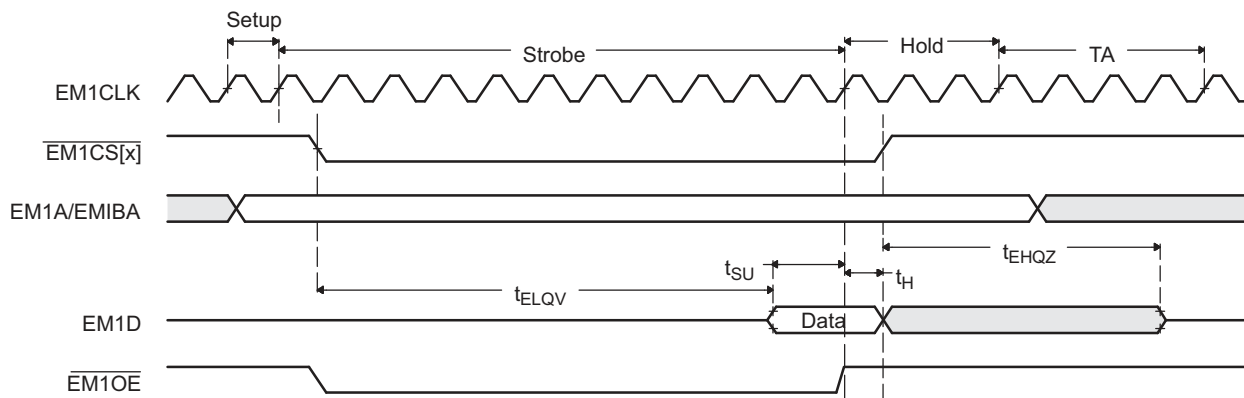 Setup
Strobe
Hold
TA
EM1CLK
EM1CS[x]
EM1A/EMIBA
tSU
tH
tEHQZ
tELQV
EM1D
Data
EM1OE